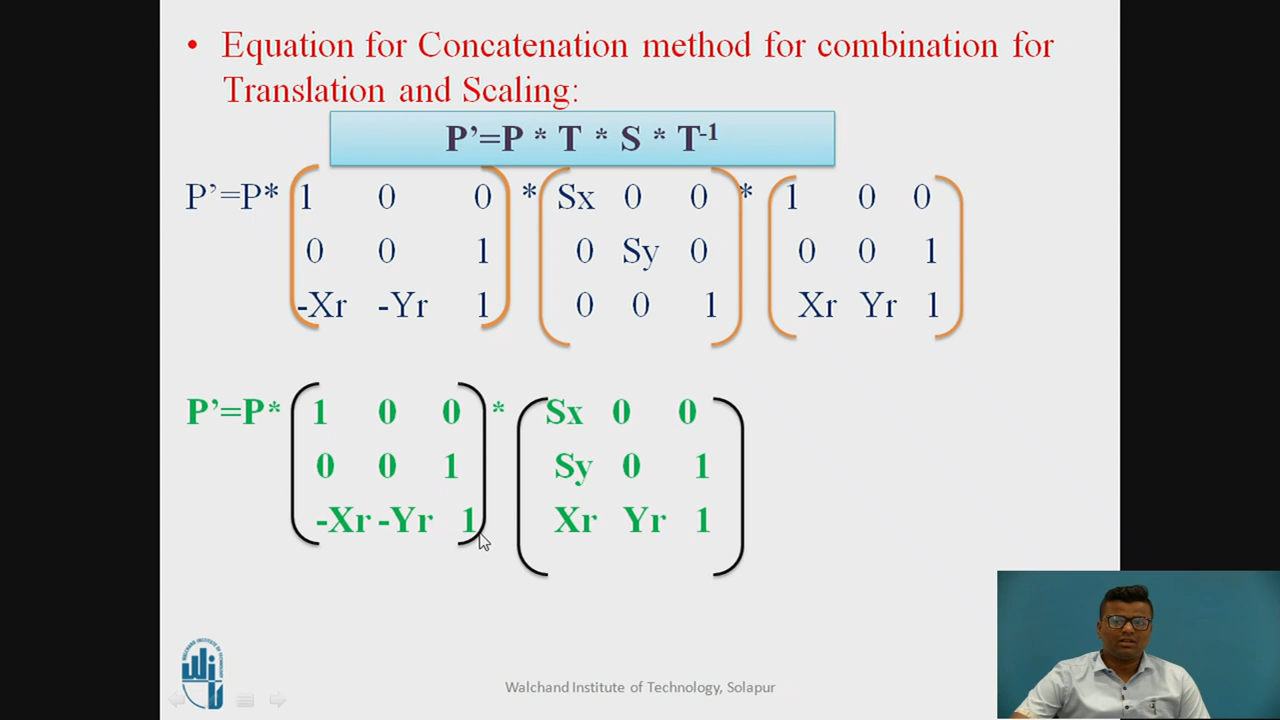 • Equation for Concatenation method for combination for
Translation and Scaling:
P’=P * T * S * T-1
P’=P* 1 0 0 * Sx 0 0 * 1 0 0
0 0 1 0 Sy 0 0 0 1
-Xr -Yr 1 0 0 1 Xr Yr 1
P’=P* 1 0 0 * Sx 0 0
0 0 1 Sy 0 1
-Xr -Yr 1 Xr Yr 1
Walchand Institute of Technology, Solapur